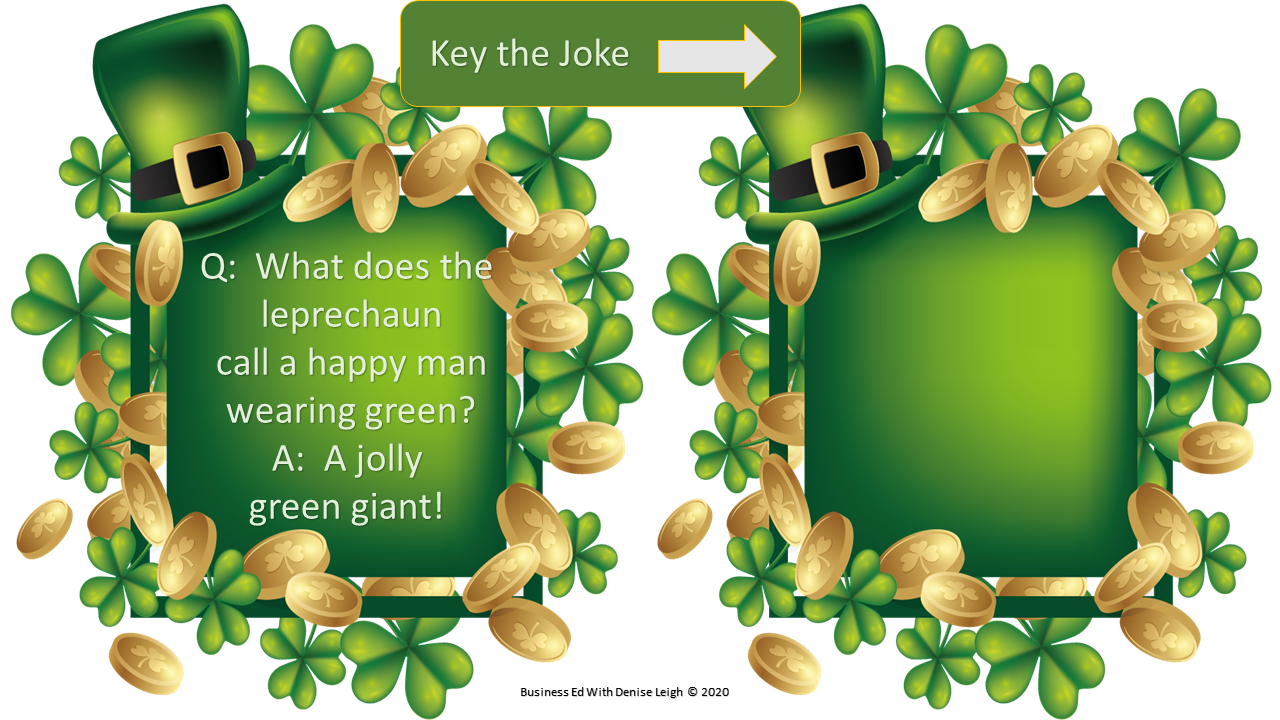 Key the Joke
Q:  What does the
leprechaun
call a happy man
wearing green?
A:  A jolly
green giant!
Business Ed With Denise Leigh © 2020